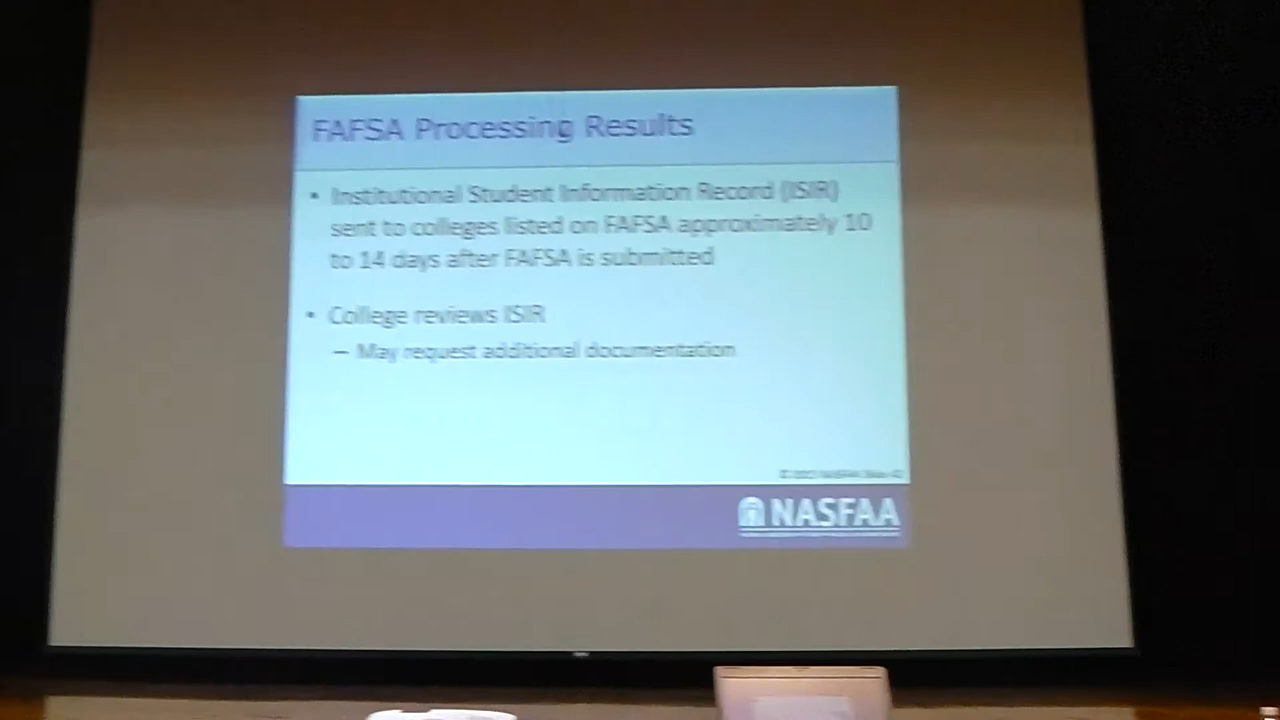 FAFSA Processing Results
• Institutional Student Information Record (ISIR)
sent to colleges listed on FAFSA approximately 10
to 14 days after FAFSA is submitted
• College reviews ISIR
– May request additional documentation
NASFAA